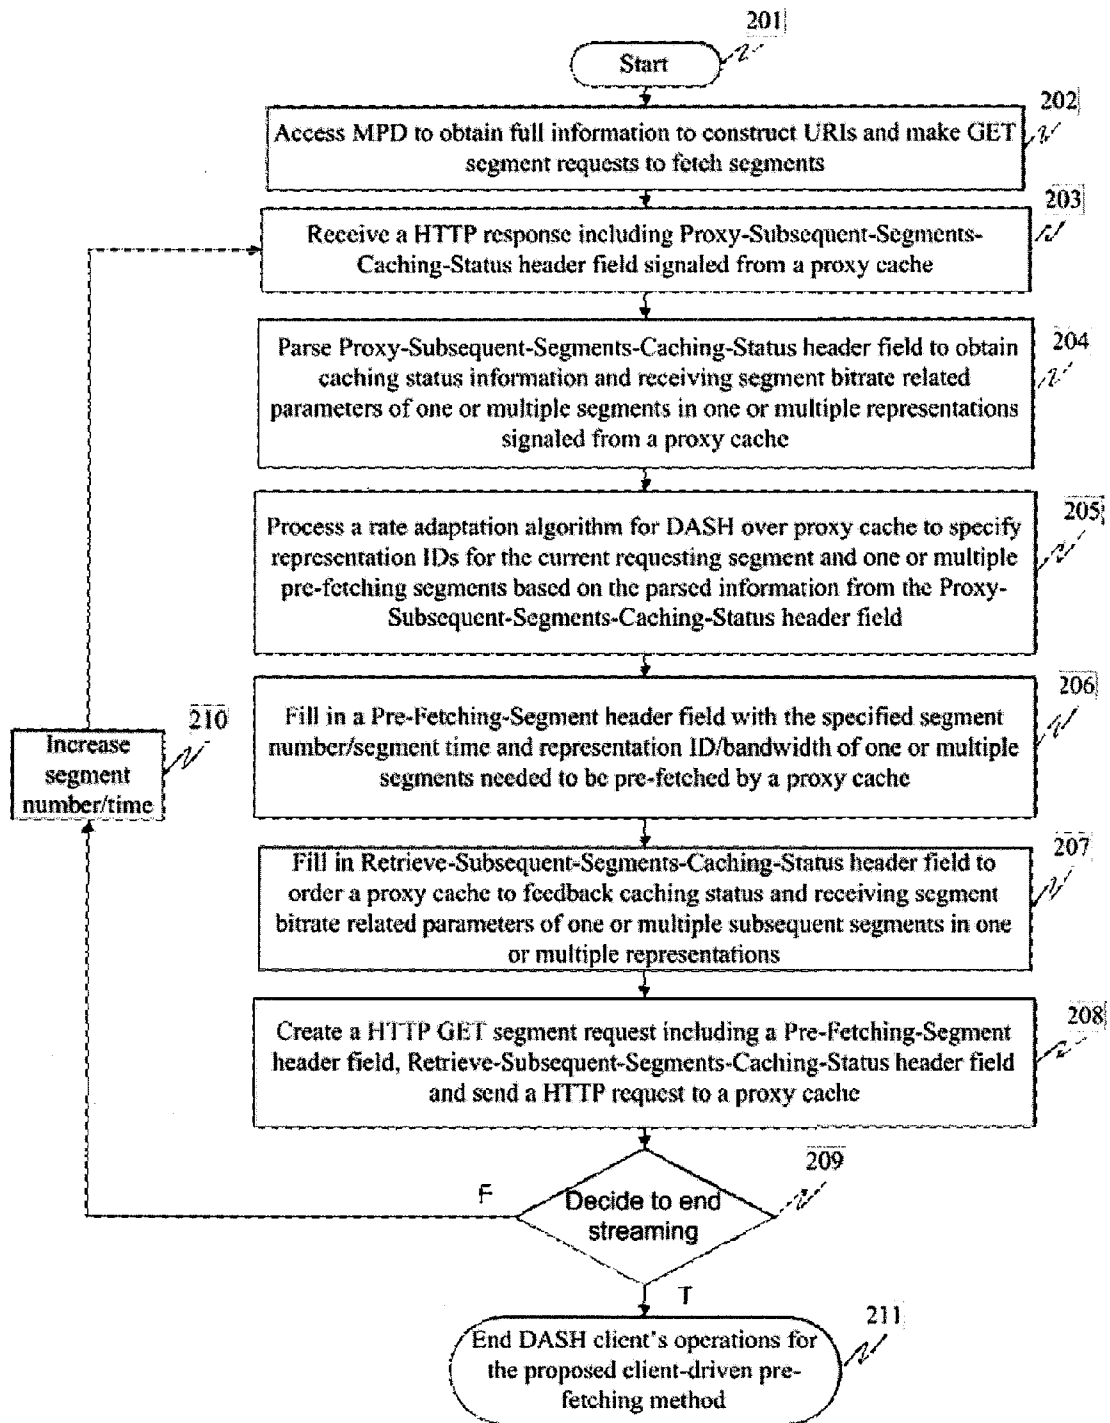 201
Start
202
Access MPD to obtain full information to construct URIs and make GET
segment requests to fetch segments
203
Receive a HTTP response including Proxy-Subsequent-Segments-
Caching-Status header field signaled from a proxy cache
204
Parse Proxy-Subsequent-Segments-Caching-Status header field to obtain
caching status information and receiving segment bitrate related
parameters of one or multiple segments in one or multiple representations
signaled from a proxy cache
205
Process a rate adaptation algorithm for DASH over proxy cache to specify
representation IDs for the current requesting segment and one or multiple
pre-fetching segments based on the parsed information from the Proxy-
Subsequent-Segments-Caching-Status header field
206
Fill in a Pre-Fetching-Segment header field with the specified segment
number/segment time and representation ID/bandwidth of one or multiple
segments needed to be pre-fetched by a proxy cache
210
Increase
segment
number/time
207
Fill in Retrieve-Subsequent-Segments-Caching-Status header field to
order a proxy cache to feedback caching status and receiving segment
bitrate related parameters of one or multiple subsequent segments in one
or multiple representations
208
Create a HTTP GET segment request including a Pre-Fetching-Segment
header field, Retrieve-Subsequent-Segments-Caching-Status header field
and send a HTTP request to a proxy cache
209
F
Decide to end
streaming
T
211
End DASH client's operations for
the proposed client-driven pre-
fetching method